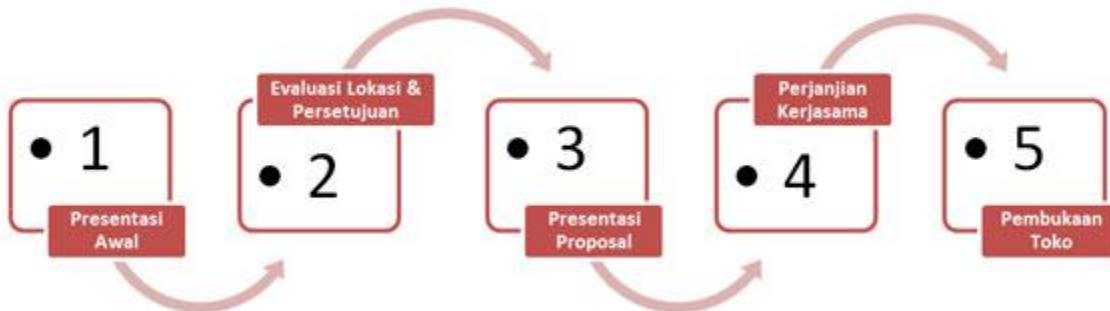 • 1
Presentasi
Awal
Evaluasi Lokasi &
Persetujuan
• 2
• 3
Presentasi
Proposal
Perjanjian
Kerjasama
• 4
• 5
Pembukaan
Toko